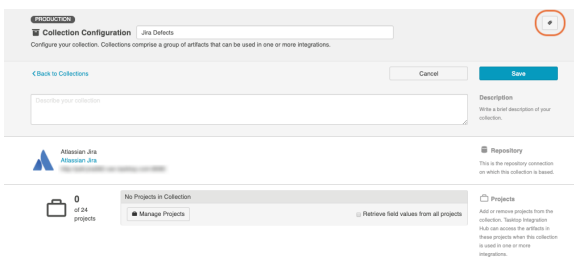 PRODUCTION
Collection Configuration
Jira Defects
Configure your collection. Collections comprise a group of artifacts that can be used in one or more integrations.
Back to Collections
Cancel
Save
Describe your collection
Description
Write a brief description of your
collection.
Atlassian Jira
Atlassian Jira
Repository
This is the repository connection
on which this collection is based.
0
of 24
projects
No Projects in Collection
Manage Projects
Retrieve field values from all projects
Projects
Add or remove projects from the
collection. Tasktop Integration
Hub can access the artifacts in
these projects when this collection
is used in one or more
integrations.